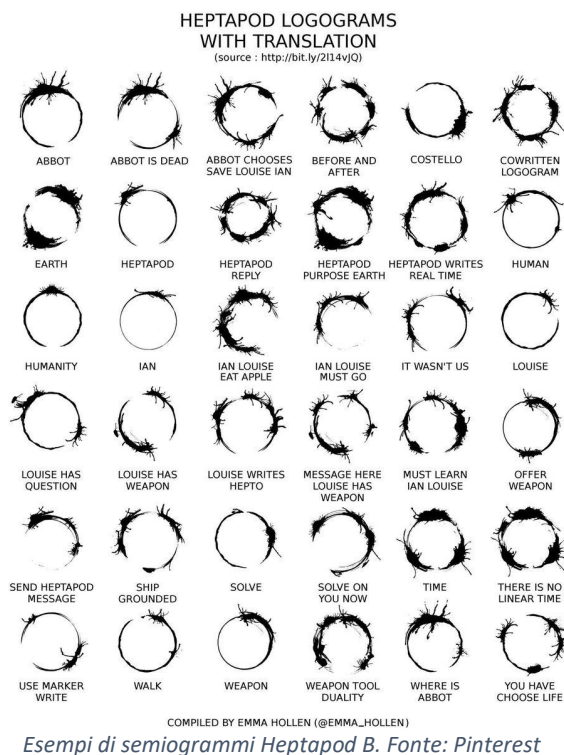 HEPTAPOD LOGOGRAMS
WITH TRANSLATION
(source : http://bit.ly/2l14vJQ)
ABBOT
ABBOT IS DEAD
ABBOT CHOOSES
SAVE LOUISE IAN
BEFORE AND
AFTER
COSTELLO
COWRITTEN
LOGOGRAM
EARTH
HEPTAPOD
HEPTAPOD
REPLY
HEPTAPOD
PURPOSE EARTH
HEPTAPOD WRITES
REAL TIME
HUMAN
HUMANITY
IAN
IAN LOUISE
EAT APPLE
IAN LOUISE
MUST GO
IT WASN'T US
LOUISE
LOUISE HAS
QUESTION
LOUISE HAS
WEAPON
LOUISE WRITES
HEPTO
MESSAGE HERE
LOUISE HAS
WEAPON
MUST LEARN
IAN LOUISE
OFFER
WEAPON
SEND HEPTAPOD
MESSAGE
SHIP
GROUNDED
SOLVE
SOLVE ON
YOU NOW
TIME
THERE IS NO
LINEAR TIME
USE MARKER
WRITE
WALK
WEAPON
WEAPON TOOL
DUALITY
WHERE IS
ABBOT
YOU HAVE
CHOOSE LIFE
COMPILED BY EMMA HOLLEN (@EMMA_HOLLEN)
Esempi di semiogrammi Heptapod B. Fonte: Pinterest